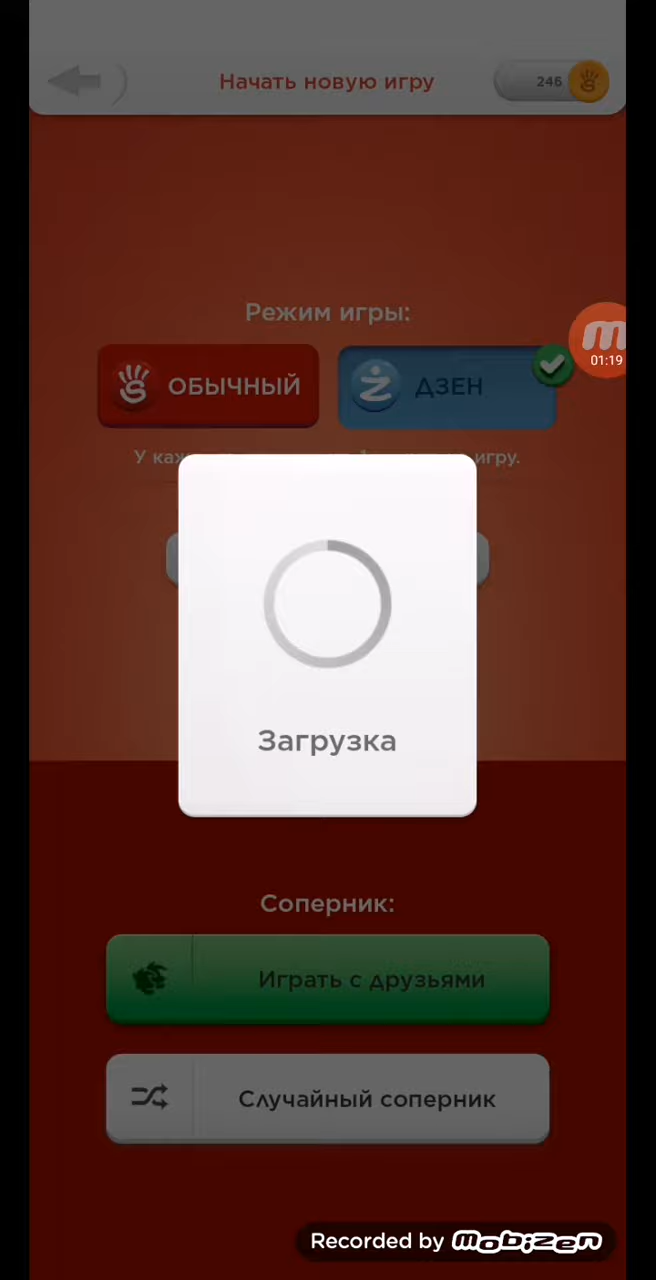 Начать новую игру
246
Режим игры:
ОБЫЧНЫЙ
ДЗЕН
01:19
игру.
Загрузка
Соперник:
Играть с друзьями
Случайный соперник
Recorded by mobizen